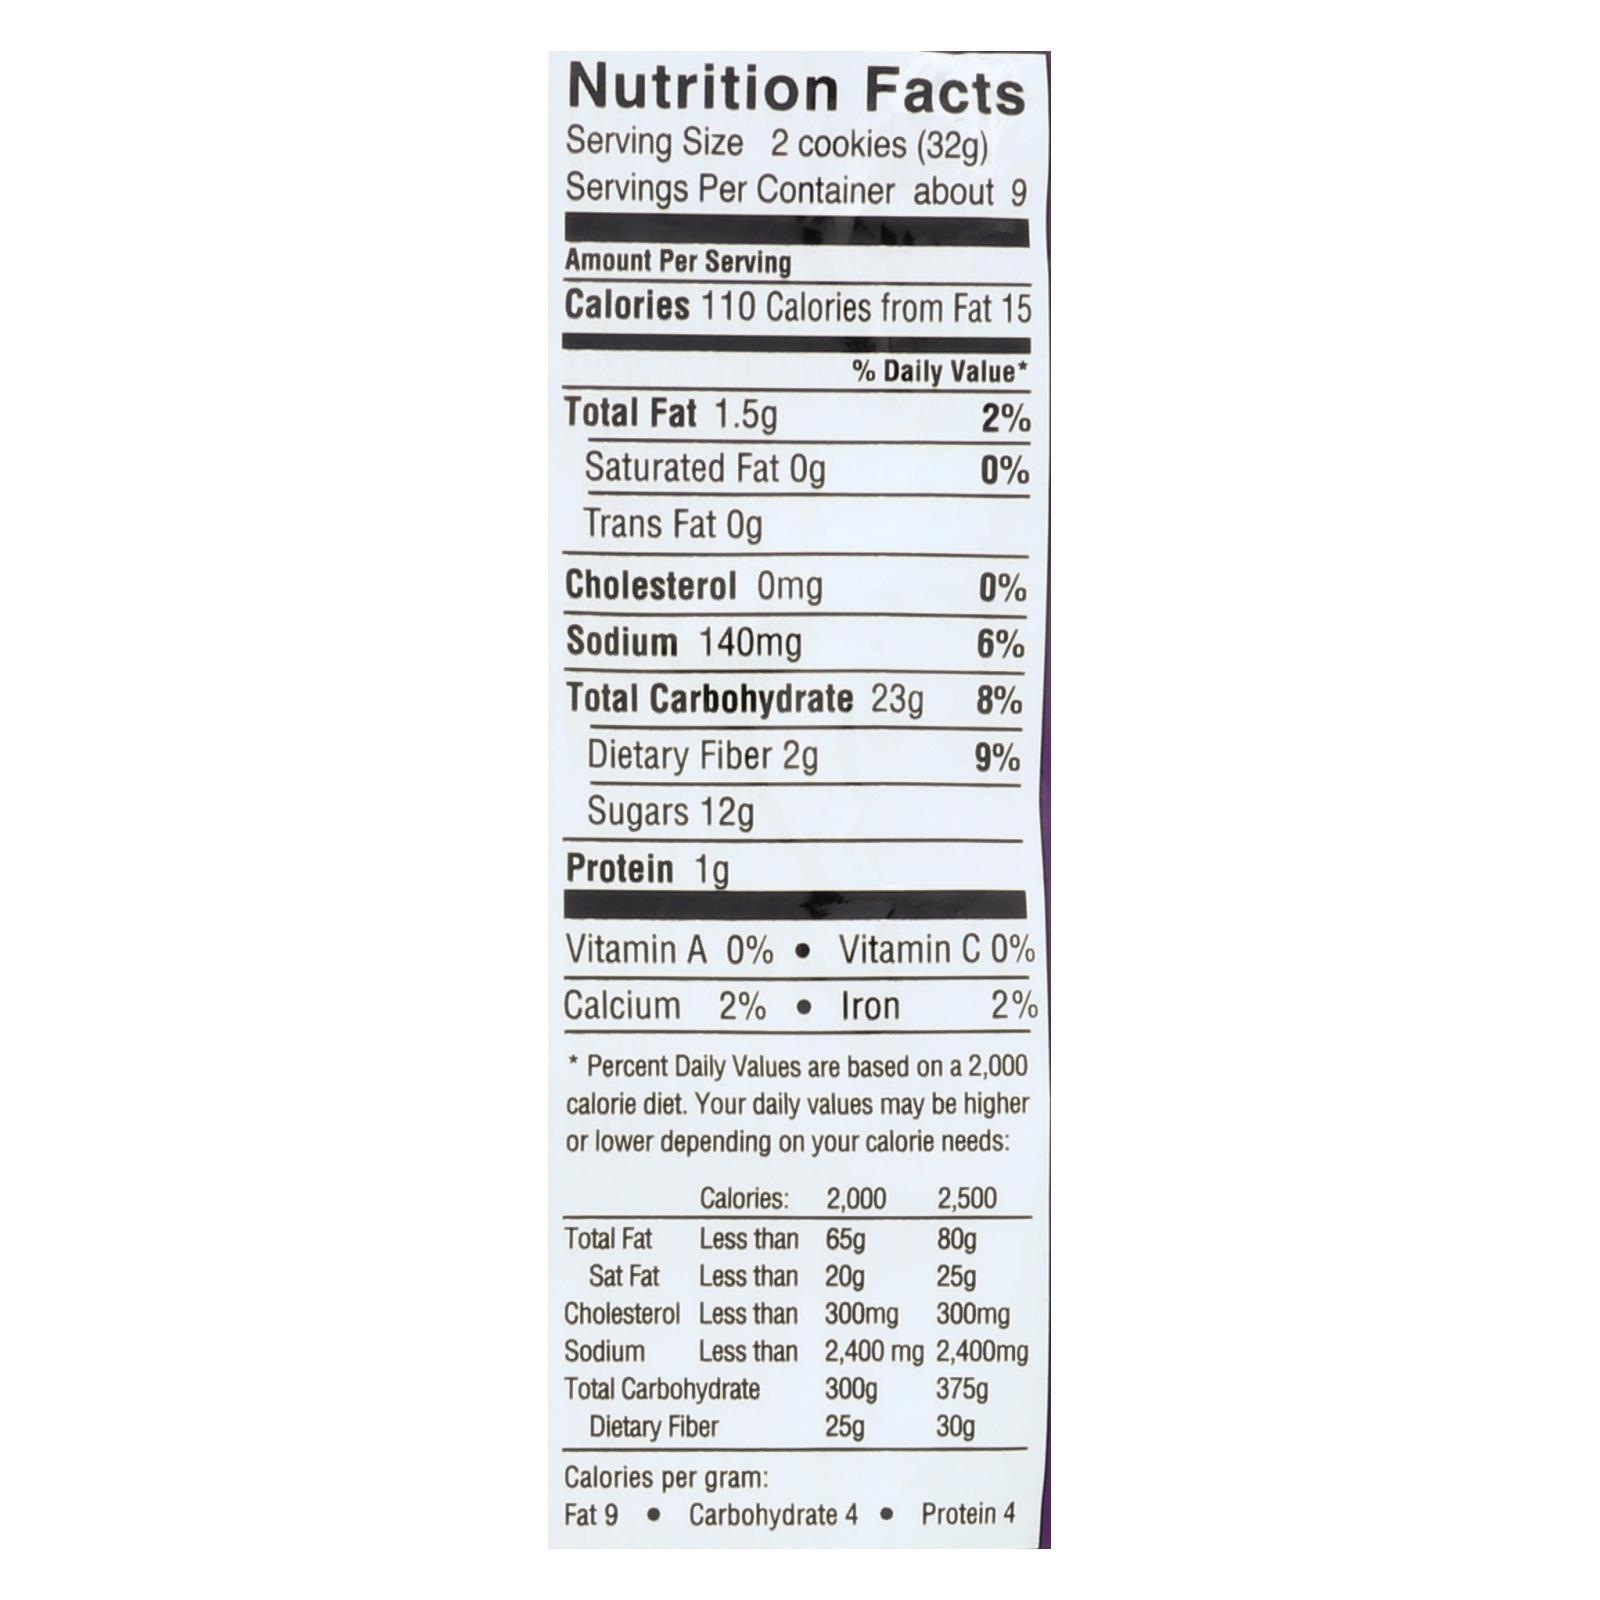 Nutrition Facts
Serving Size 2 cookies (32g)
Servings Per Container about 9
Amount Per Serving
Calories 110 Calories from Fat 15
% Daily Value*
Total Fat 1.5g 2%
Saturated Fat 0g 0%
Trans Fat 0g
Cholesterol 0mg 0%
Sodium 140mg 6%
Total Carbohydrate 23g 8%
Dietary Fiber 2g 9%
Sugars 12g
Protein 1g
Vitamin A 0% • Vitamin C 0%
Calcium 2% • Iron 2%
* Percent Daily Values are based on a 2,000
calorie diet. Your daily values may be higher
or lower depending on your calorie needs:
Calories: 2,000 2,500
Total Fat Less than 65g 80g
Sat Fat Less than 20g 25g
Cholesterol Less than 300mg 300mg
Sodium Less than 2,400 mg 2,400mg
Total Carbohydrate 300g 375g
Dietary Fiber 25g 30g
Calories per gram:
Fat 9 • Carbohydrate 4 • Protein 4